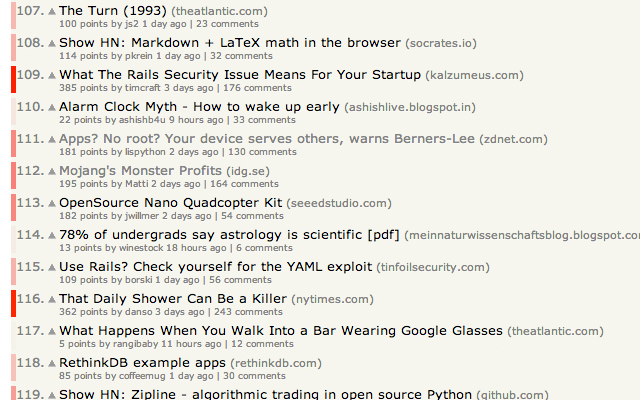 107. The Turn (1993) (theatlantic.com)
100 points by js2 1 day ago | 23 comments
108. Show HN: Markdown + LaTeX math in the browser (socrates.io)
114 points by pkrein 1 day ago | 32 comments
109. What The Rails Security Issue Means For Your Startup (kalzumeus.com)
385 points by timcraft 3 days ago | 176 comments
110. Alarm Clock Myth - How to wake up early (ashishlive.blogspot.in)
22 points by ashishb4u 9 hours ago | 33 comments
111. Apps? No root? Your device serves others, warns Berners-Lee (zdnet.com)
181 points by lispython 2 days ago | 130 comments
112. Mojang's Monster Profits (idg.se)
195 points by Matti 2 days ago | 164 comments
113. OpenSource Nano Quadcopter Kit (seeedstudio.com)
182 points by jwillmer 2 days ago | 54 comments
114. 78% of undergrads say astrology is scientific [pdf] (meinnaturwissenschaftsblog.blogspot.co
13 points by winestock 18 hours ago | 6 comments
115. Use Rails? Check yourself for the YAML exploit (tinfoilsecurity.com)
109 points by borski 1 day ago | 56 comments
116. That Daily Shower Can Be a Killer (nytimes.com)
362 points by danso 3 days ago | 243 comments
117. What Happens When You Walk Into a Bar Wearing Google Glasses (theatlantic.com)
5 points by rangibaby 11 hours ago | 12 comments
118. RethinkDB example apps (rethinkdb.com)
85 points by coffeemug 1 day ago | 30 comments
119. Show HN: Zipline - algorithmic trading in open source Python (github.com)